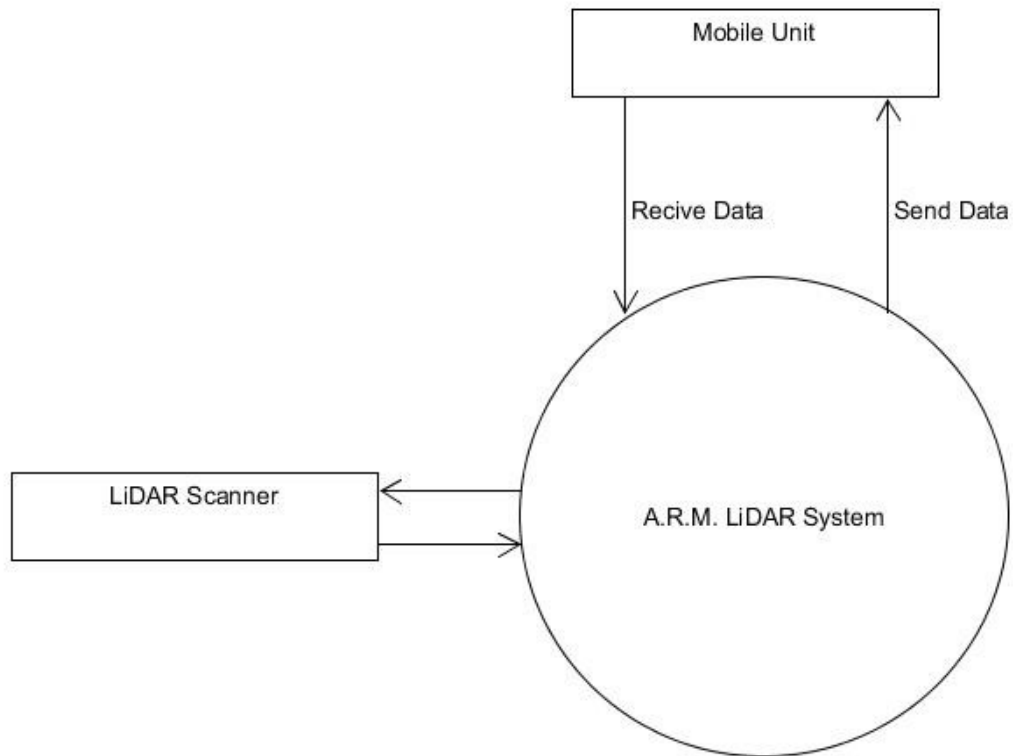 Mobile Unit
Recive Data
Send Data
LiDAR Scanner
A.R.M. LiDAR System